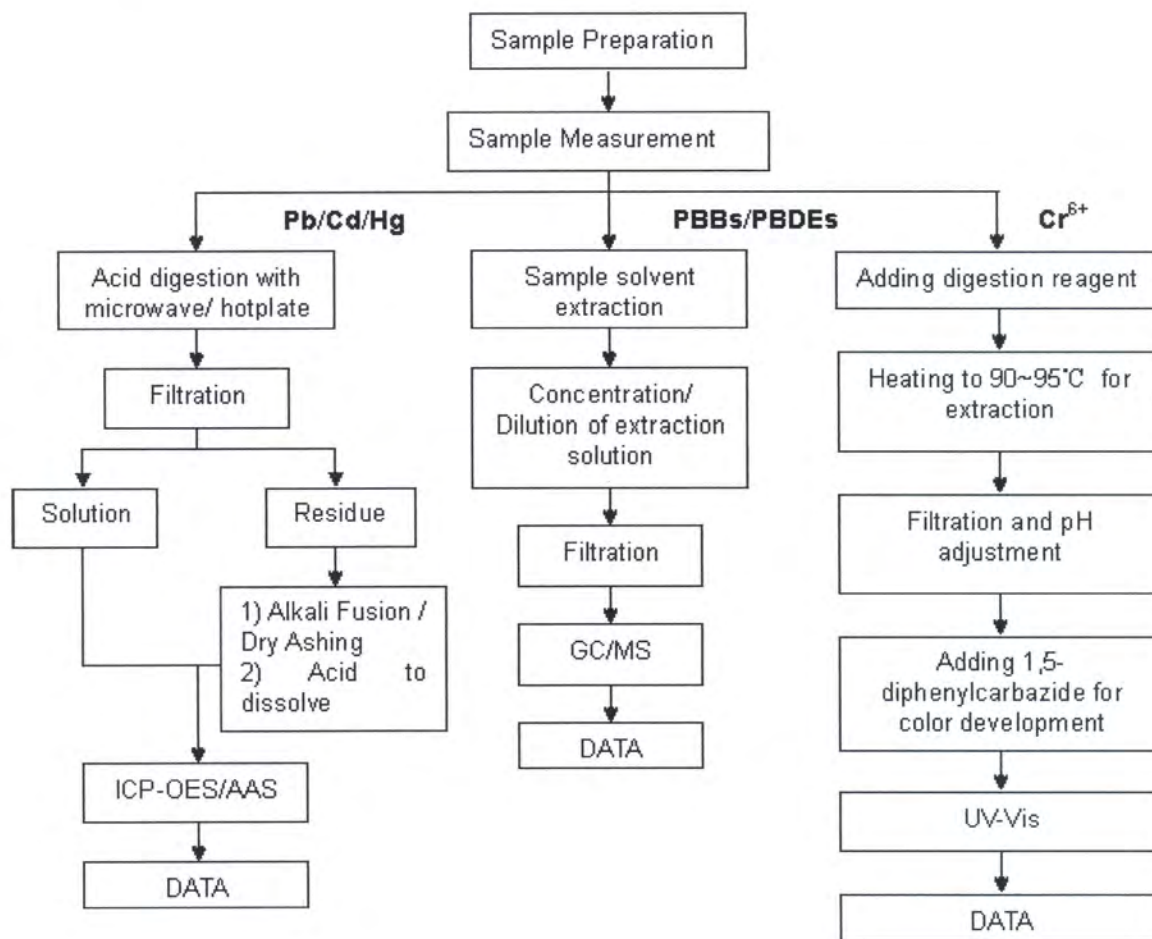 Sample Preparation
Sample Measurement
Pb/Cd/Hg
Acid digestion with
microwave/ hotplate
Filtration
Solution
Residue
1) Alkali Fusion /
Dry Ashing
2) Acid to
dissolve
ICP-OES/AAS
DATA
PBBs/PBDEs
Sample solvent
extraction
Concentration/
Dilution of extraction
solution
Filtration
GC/MS
DATA
Cr⁶⁺
Adding digestion reagent
Heating to 90~95°C for
extraction
Filtration and pH
adjustment
Adding 1,5-
diphenylcarbazide for
color development
UV-Vis
DATA